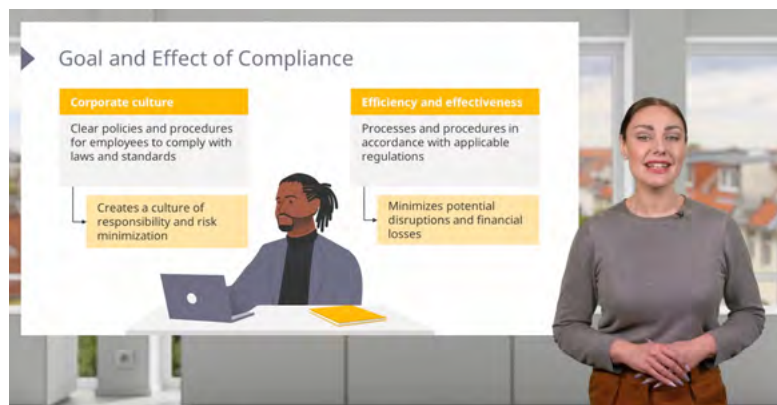 Goal and Effect of Compliance
Corporate culture
Clear policies and procedures
for employees to comply with
laws and standards
Creates a culture of
responsibility and risk
minimization
Efficiency and effectiveness
Processes and procedures in
accordance with applicable
regulations
Minimizes potential
disruptions and financial
losses